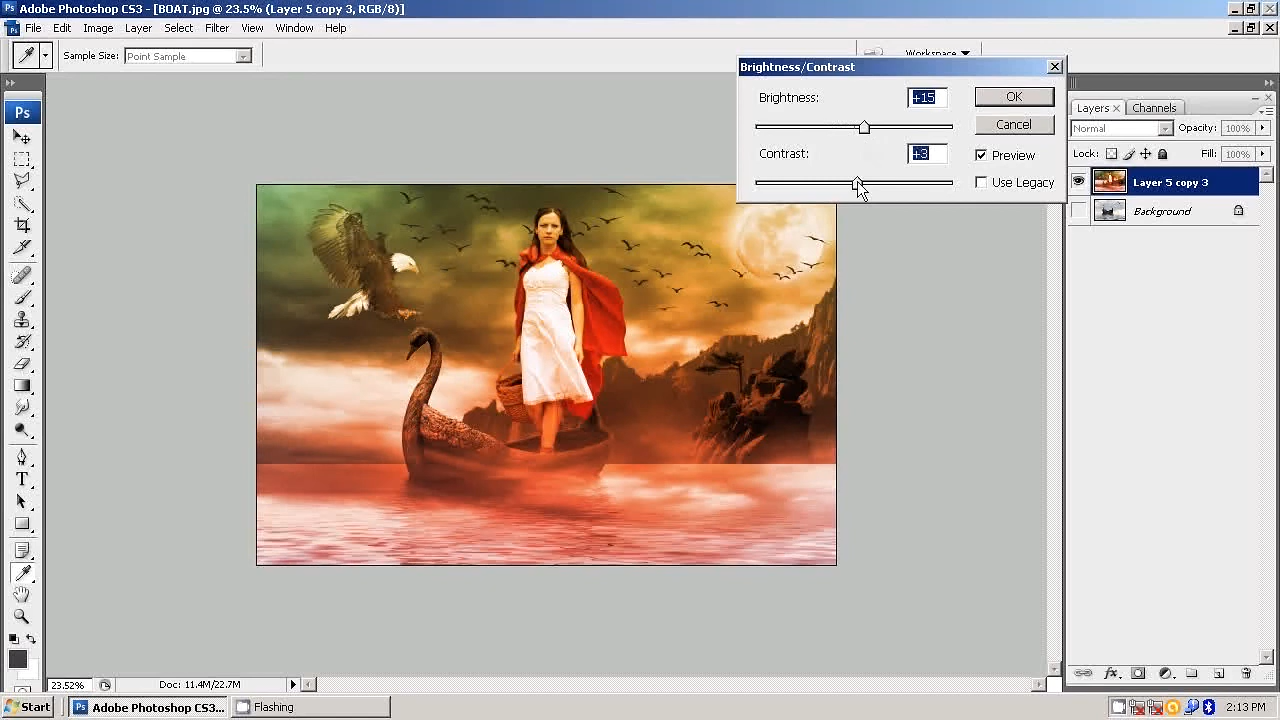 Adobe Photoshop CS3 - [BOAT.jpg @ 23.5% (Layer 5 copy 3, RGB/8)]
Ps File Edit Image Layer Select Filter View Window Help
Sample Size: Point Sample
Workspace
Brightness/Contrast
Brightness: +15
OK
Cancel
Contrast: +3
Preview
Use Legacy
Ps
T
Layers Channels
Normal Opacity: 100%
Lock: Fill: 100%
Layer 5 copy 3
Background
23.52% Doc: 11.4M/22.7M
Start Ps Adobe Photoshop CS3... Flashing 2:13 PM